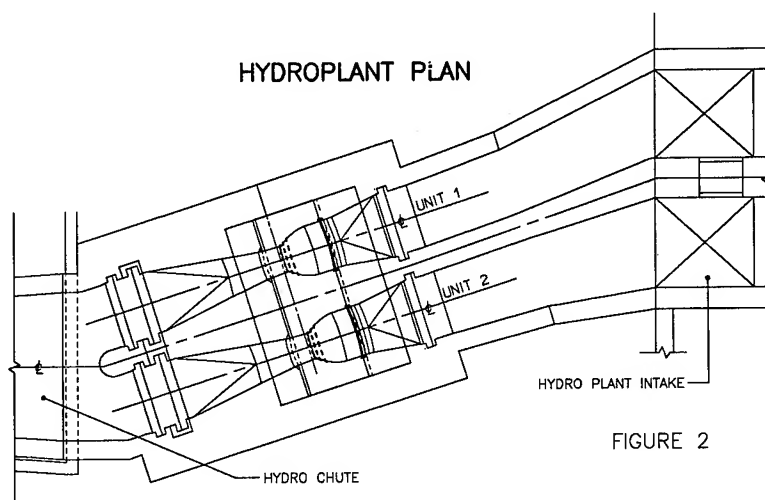 HYDROPLANT PLAN
UNIT 1
UNIT 2
HYDRO PLANT INTAKE
FIGURE 2
HYDRO CHUTE